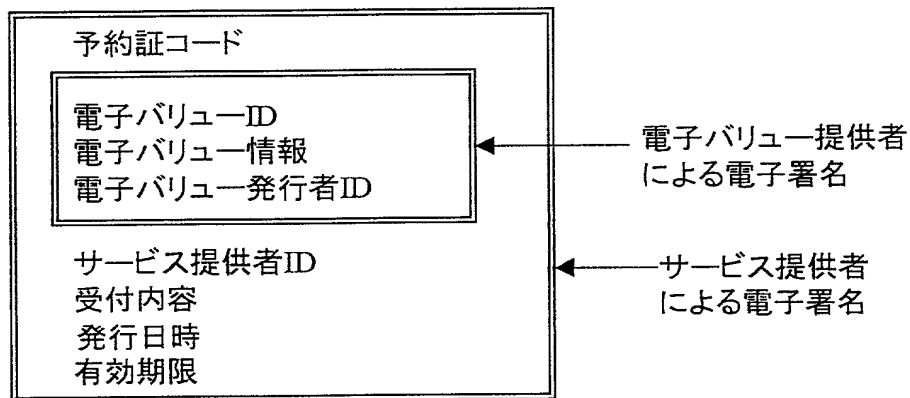 予約証コード
電子バリューID
電子バリュー情報
電子バリュー発行者ID
電子バリュー提供者
による電子署名
サービス提供者ID
受付内容
発行日時
有効期限
サービス提供者
による電子署名